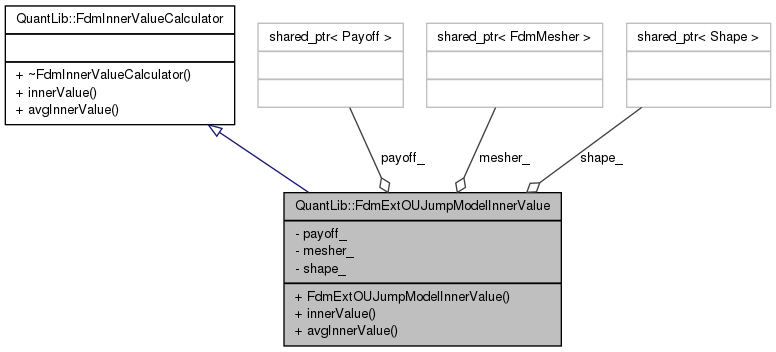 QuantLib::FdmInnerValueCalculator
+ ~FdmInnerValueCalculator()
+ innerValue()
+ avgInnerValue()
shared_ptr< Payoff >
shared_ptr< FdmMesher >
shared_ptr< Shape >
payoff_
mesher_
shape_
QuantLib::FdmExtOUJumpModelInnerValue
- payoff_
- mesher_
- shape_
+ FdmExtOUJumpModelInnerValue()
+ innerValue()
+ avgInnerValue()